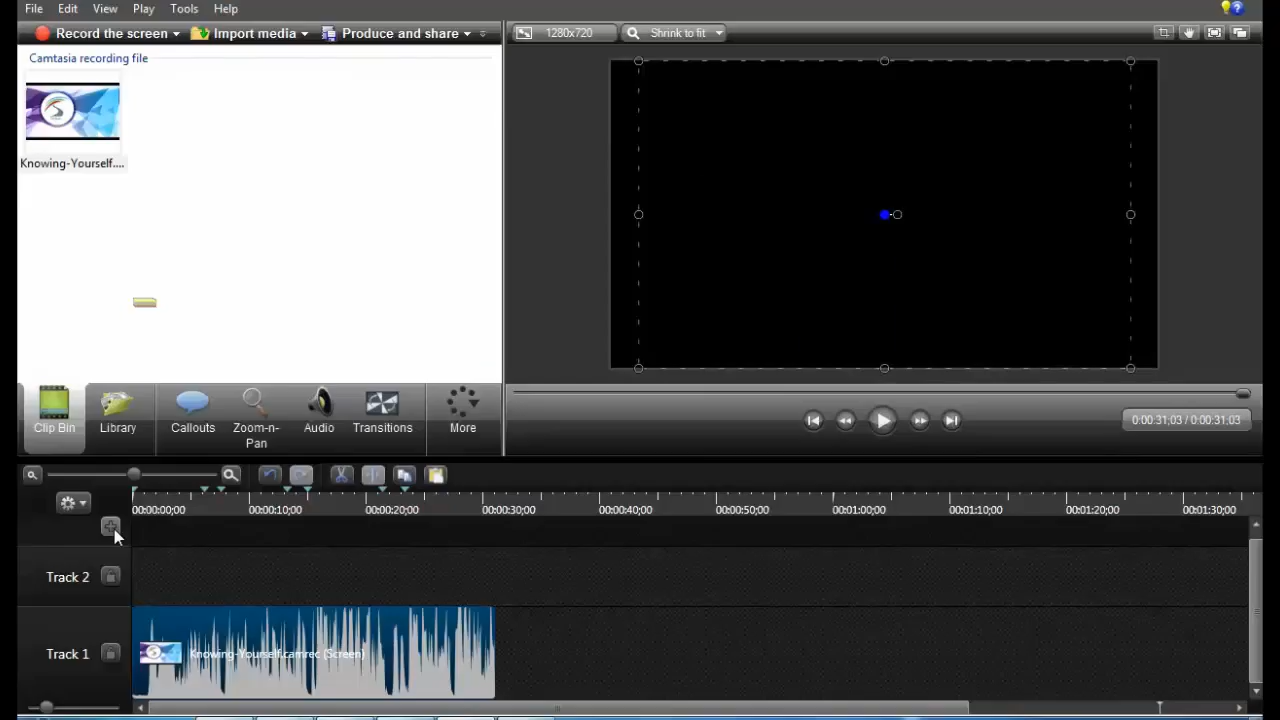 File Edit View Play Tools Help
Record the screen Import media Produce and share 1280x720 Shrink to fit
Camtasia recording file
Knowing-Yourself....
Clip Bin Library Callouts Zoom-n-Pan Audio Transitions More
0:00:31;03 / 0:00:31;03
00:00:00;00 00:00:10;00 00:00:20;00 00:00:30;00 00:00:40;00 00:00:50;00 00:01:00;00 00:01:10;00 00:01:20;00 00:01:30;00
Track 2
Track 1 Knowing-Yourself.camrec (Screen)